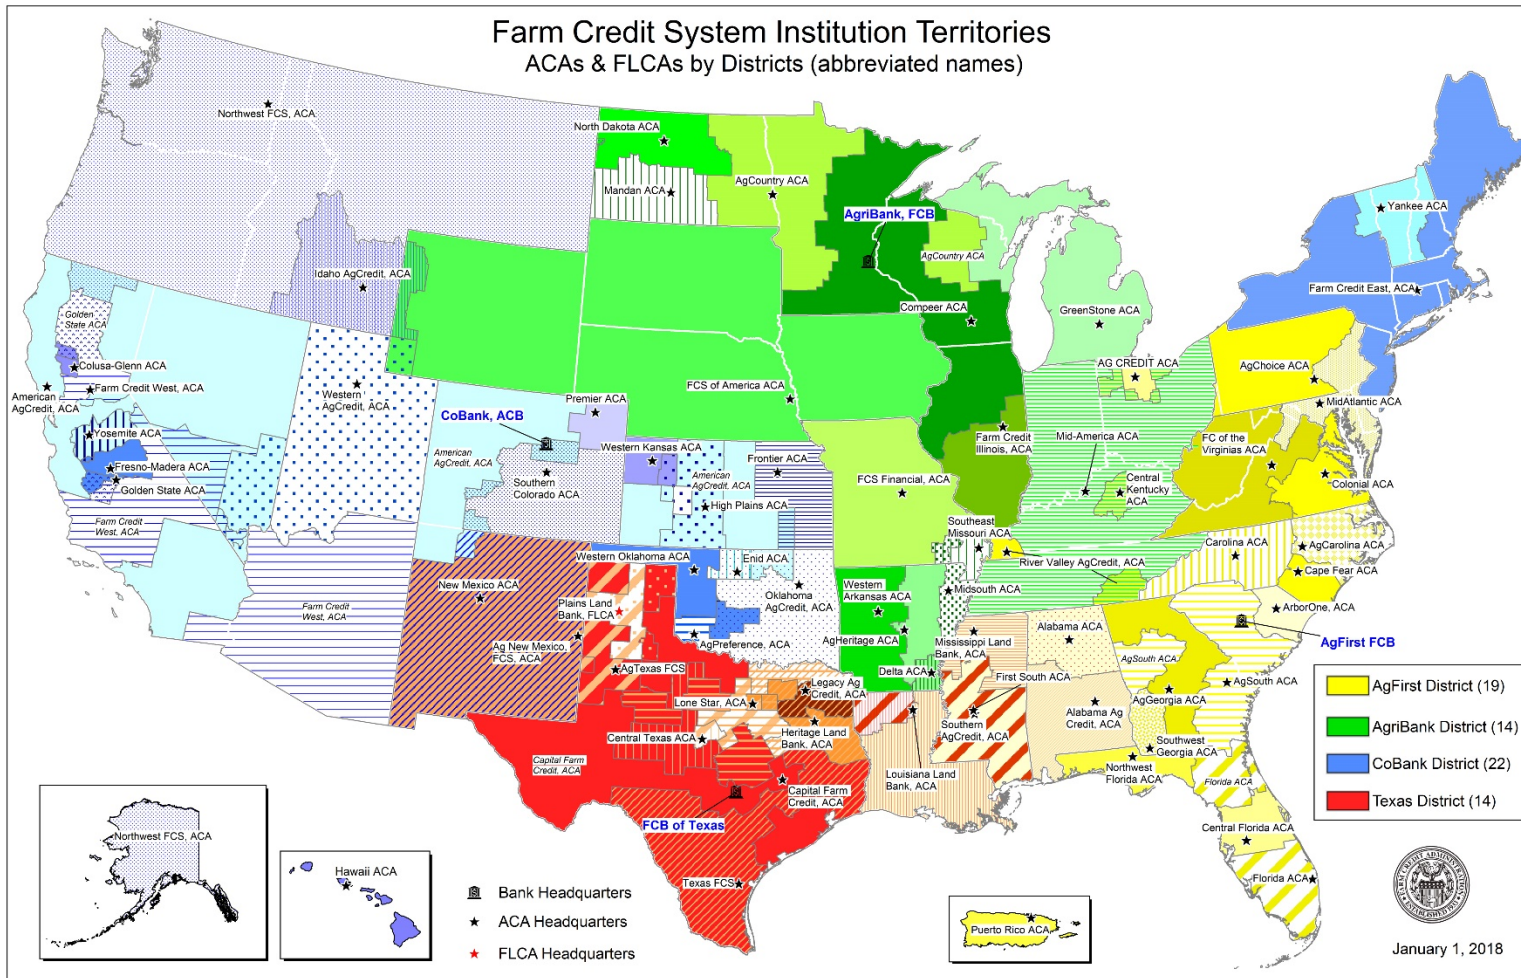 Farm Credit System Institution Territories
ACAs & FLCAs by Districts (abbreviated names)
Northwest FCS, ACA
North Dakota ACA
Mandan ACA
AgCountry ACA
AgriBank, FCB
AgCountry ACA
Yankee ACA
Idaho AgCredit, ACA
Compeer ACA
GreenStone ACA
Farm Credit East, ACA
Golden
State ACA
Colusa-Glenn ACA
Farm Credit West, ACA
American
AgCredit, ACA
Western
AgCredit, ACA
FCS of America ACA
AG CREDIT ACA
AgChoice ACA
MidAtlantic ACA
Premier ACA
CoBank, ACB
Yosemite ACA
Fresno-Madera ACA
Golden State ACA
American
AgCredit, ACA
Western Kansas ACA
Southern
Colorado ACA
American
AgCredit, ACA
Frontier ACA
High Plains ACA
FCS Financial, ACA
Farm Credit
Illinois, ACA
Mid-America ACA
Central
Kentucky
ACA
FC of the
Virginias ACA
Colonial ACA
Farm Credit
West, ACA
Southeast
Missouri ACA
River Valley AgCredit, ACA
Carolina ACA
AgCarolina ACA
Cape Fear ACA
Western Oklahoma ACA
Enid ACA
New Mexico ACA
Plains Land
Bank, FLCA
Oklahoma
AgCredit, ACA
Western
Arkansas ACA
Midsouth ACA
Farm Credit
West, ACA
ArborOne, ACA
AgFirst FCB
Ag New Mexico,
FCS, ACA
AgPreference, ACA
AgHeritage ACA
Mississippi Land
Bank, ACA
Alabama ACA
AgSouth ACA
AgTexas FCS
Delta ACA
First South ACA
AgSouth ACA
AgGeorgia ACA
Legacy Ag
Credit, ACA
Lone Star, ACA
Heritage Land
Bank, ACA
Southern
AgCredit, ACA
Alabama Ag
Credit, ACA
Central Texas ACA
Southwest
Georgia ACA
Capital Farm
Credit, ACA
Capital Farm
Credit, ACA
Louisiana Land
Bank, ACA
Northwest
Florida ACA
Florida ACA
FCB of Texas
Central Florida ACA
Texas FCS
Florida ACA
AgFirst District (19)
AgriBank District (14)
CoBank District (22)
Texas District (14)
Northwest FCS, ACA
Hawaii ACA
Bank Headquarters
ACA Headquarters
FLCA Headquarters
Puerto Rico ACA
FARM CREDIT ADMINISTRATION
January 1, 2018